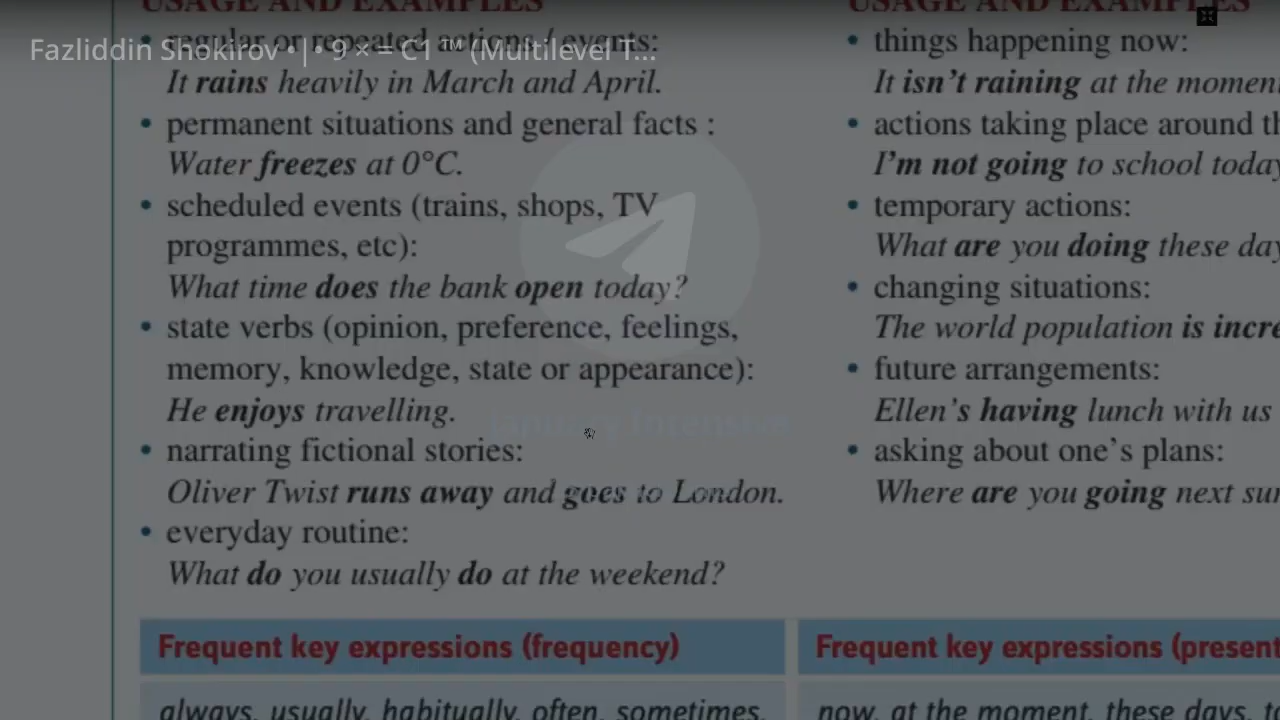 USAGE AND EXAMPLES
Fazliddin Shokirov • | • 9 × = C1 ™ (Multilevel T...
• regular or repeated actions / events:
It rains heavily in March and April.
• permanent situations and general facts :
Water freezes at 0°C.
• scheduled events (trains, shops, TV
programmes, etc):
What time does the bank open today?
• state verbs (opinion, preference, feelings,
memory, knowledge, state or appearance):
He enjoys travelling.
• narrating fictional stories:
Oliver Twist runs away and goes to London.
• everyday routine:
What do you usually do at the weekend?
Frequent key expressions (frequency)
always, usually, habitually, often, sometimes,
USAGE AND EXAMPLES
• things happening now:
It isn't raining at the moment
• actions taking place around th
I'm not going to school today
• temporary actions:
What are you doing these day
• changing situations:
The world population is incre
• future arrangements:
Ellen's having lunch with us
• asking about one's plans:
Where are you going next su
Frequent key expressions (present
now, at the moment, these days, to
January Intensive